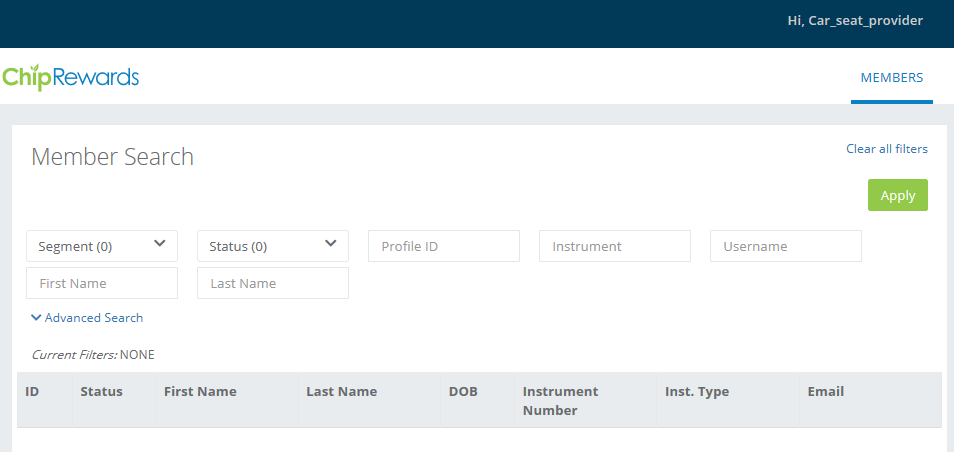 Hi, Car_seat_provider
ChipRewards
MEMBERS
Member Search
Clear all filters
Apply
Segment (0)
Status (0)
Profile ID
Instrument
Username
First Name
Last Name
Advanced Search
Current Filters: NONE
ID Status First Name Last Name DOB Instrument Number Inst. Type Email